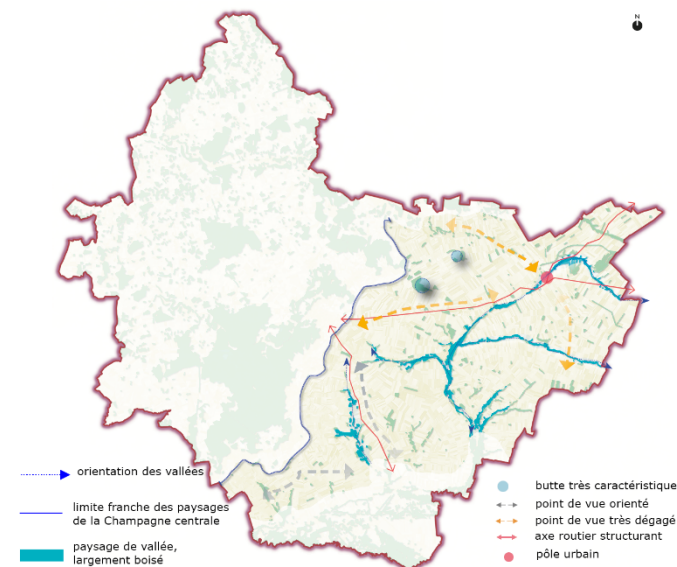 N
orientation des vallées
limite franche des paysages
de la Champagne centrale
paysage de vallée,
largement boisé
butte très caractéristique
point de vue orienté
point de vue très dégagé
axe routier structurant
pôle urbain